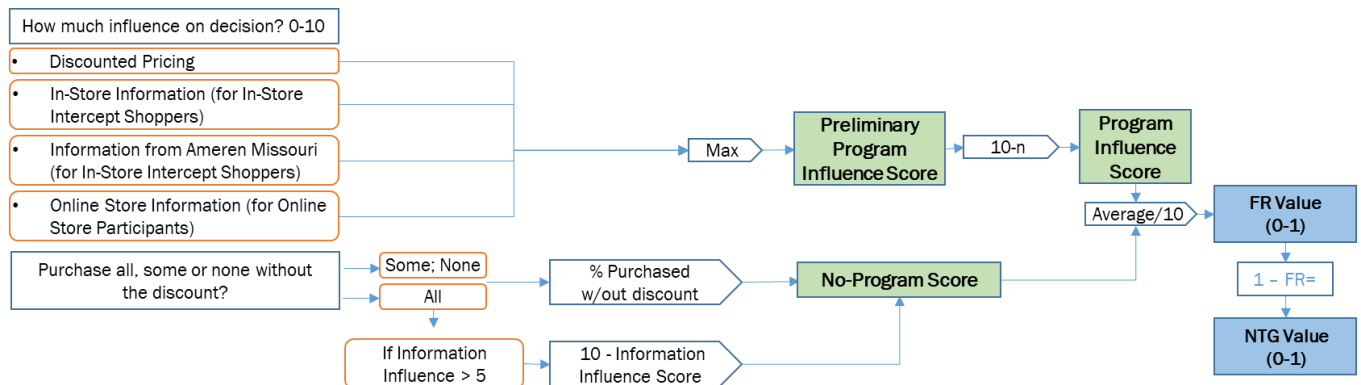 How much influence on decision? 0-10
• Discounted Pricing
• In-Store Information (for In-Store
Intercept Shoppers)
• Information from Ameren Missouri
(for In-Store Intercept Shoppers)
• Online Store Information (for Online
Store Participants)
Max
Preliminary
Program
Influence Score
10-n
Program
Influence
Score
Average/10
FR Value
(0-1)
1 – FR=
NTG Value
(0-1)
Purchase all, some or none without
the discount?
Some; None
All
% Purchased
w/out discount
No-Program Score
If Information
Influence > 5
10 - Information
Influence Score